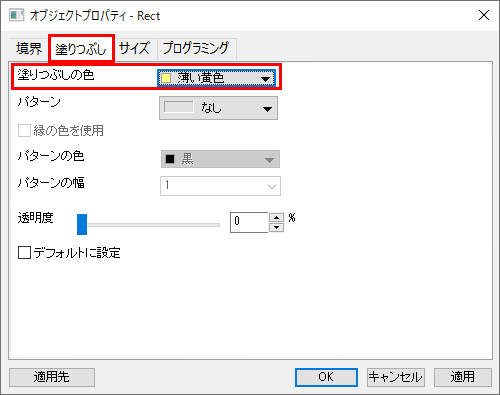 オブジェクトプロパティ - Rect
境界 塗りつぶし サイズ プログラミング
塗りつぶしの色 薄い黄色
パターン なし
縁の色を使用
パターンの色 黒
パターンの幅 1
透明度 0 %
デフォルトに設定
適用先 OK キャンセル 適用